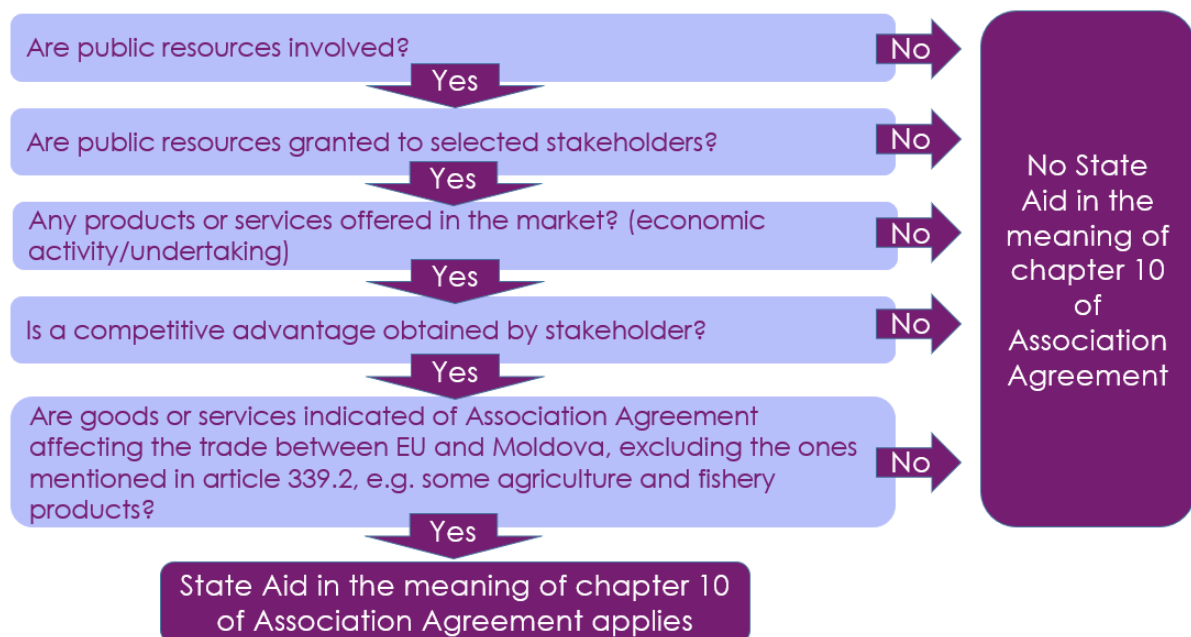 Are public resources involved?
No
Yes
Are public resources granted to selected stakeholders?
No
Yes
Any products or services offered in the market? (economic
activity/undertaking)
No
Yes
Is a competitive advantage obtained by stakeholder?
No
Yes
Are goods or services indicated of Association Agreement
affecting the trade between EU and Moldova, excluding the ones
mentioned in article 339.2, e.g. some agriculture and fishery
products?
No
Yes
State Aid in the meaning of chapter 10
of Association Agreement applies
No State
Aid in the
meaning of
chapter 10
of
Association
Agreement